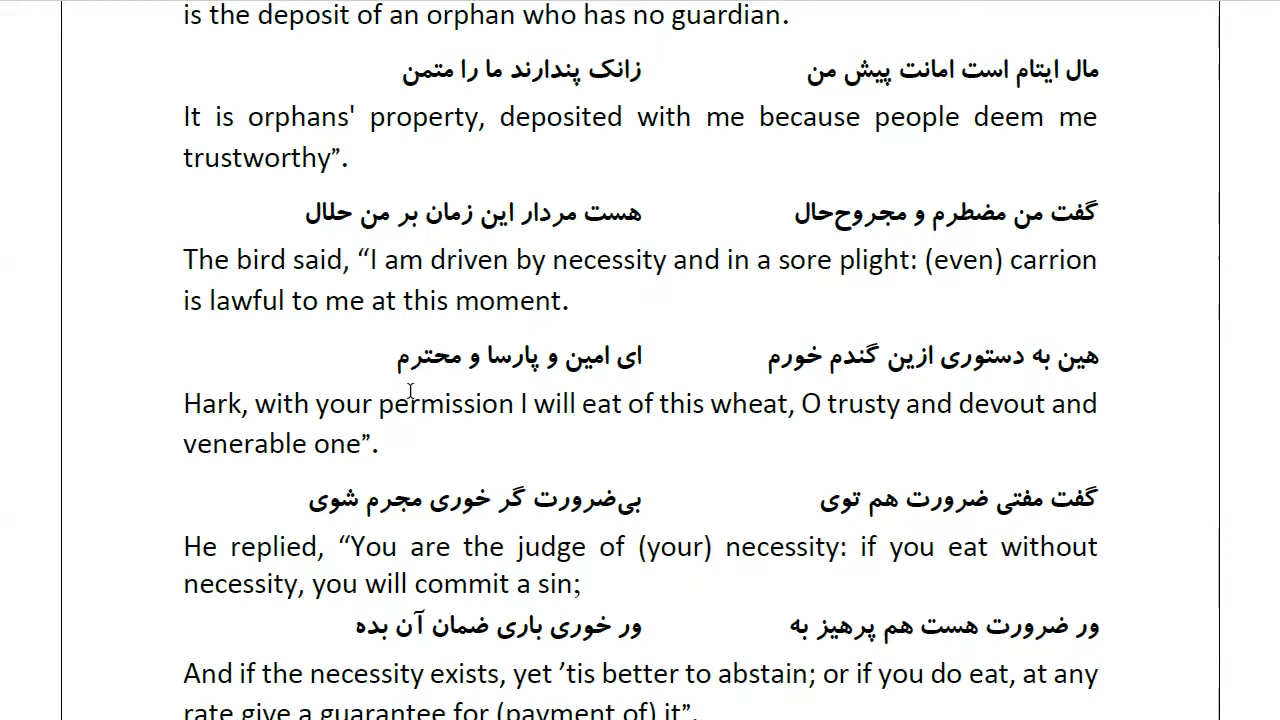 is the deposit of an orphan who has no guardian.
مال ایتام است امانت پیش من زانک پندارند ما را متمن
It is orphans' property, deposited with me because people deem me
trustworthy”.
گفت من مضطرم و مجروح‌حال هست مردار این زمان بر من حلال
The bird said, “I am driven by necessity and in a sore plight: (even) carrion
is lawful to me at this moment.
هین به دستوری ازین گندم خورم ای امین و پارسا و محترم
Hark, with your permission I will eat of this wheat, O trusty and devout and
venerable one”.
گفت مفتی ضرورت هم توی بی‌ضرورت گر خوری مجرم شوی
He replied, “You are the judge of (your) necessity: if you eat without
necessity, you will commit a sin;
ور ضرورت هست هم پرهیز به ور خوری باری ضمان آن بده
And if the necessity exists, yet ’tis better to abstain; or if you do eat, at any
rate give a guarantee for (payment of) it”.